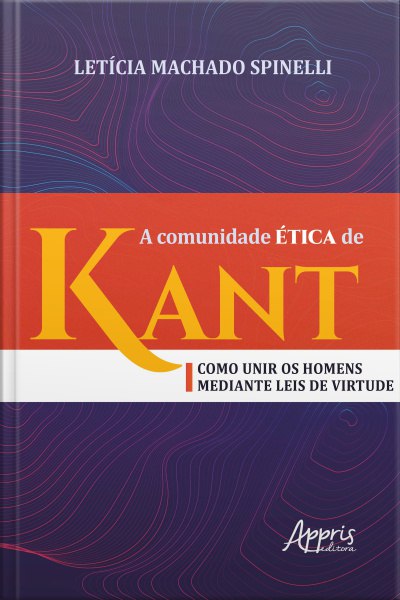 LETÍCIA MACHADO SPINELLI
A comunidade ÉTICA de
KANT
COMO UNIR OS HOMENS
MEDIANTE LEIS DE VIRTUDE
Appris
editora